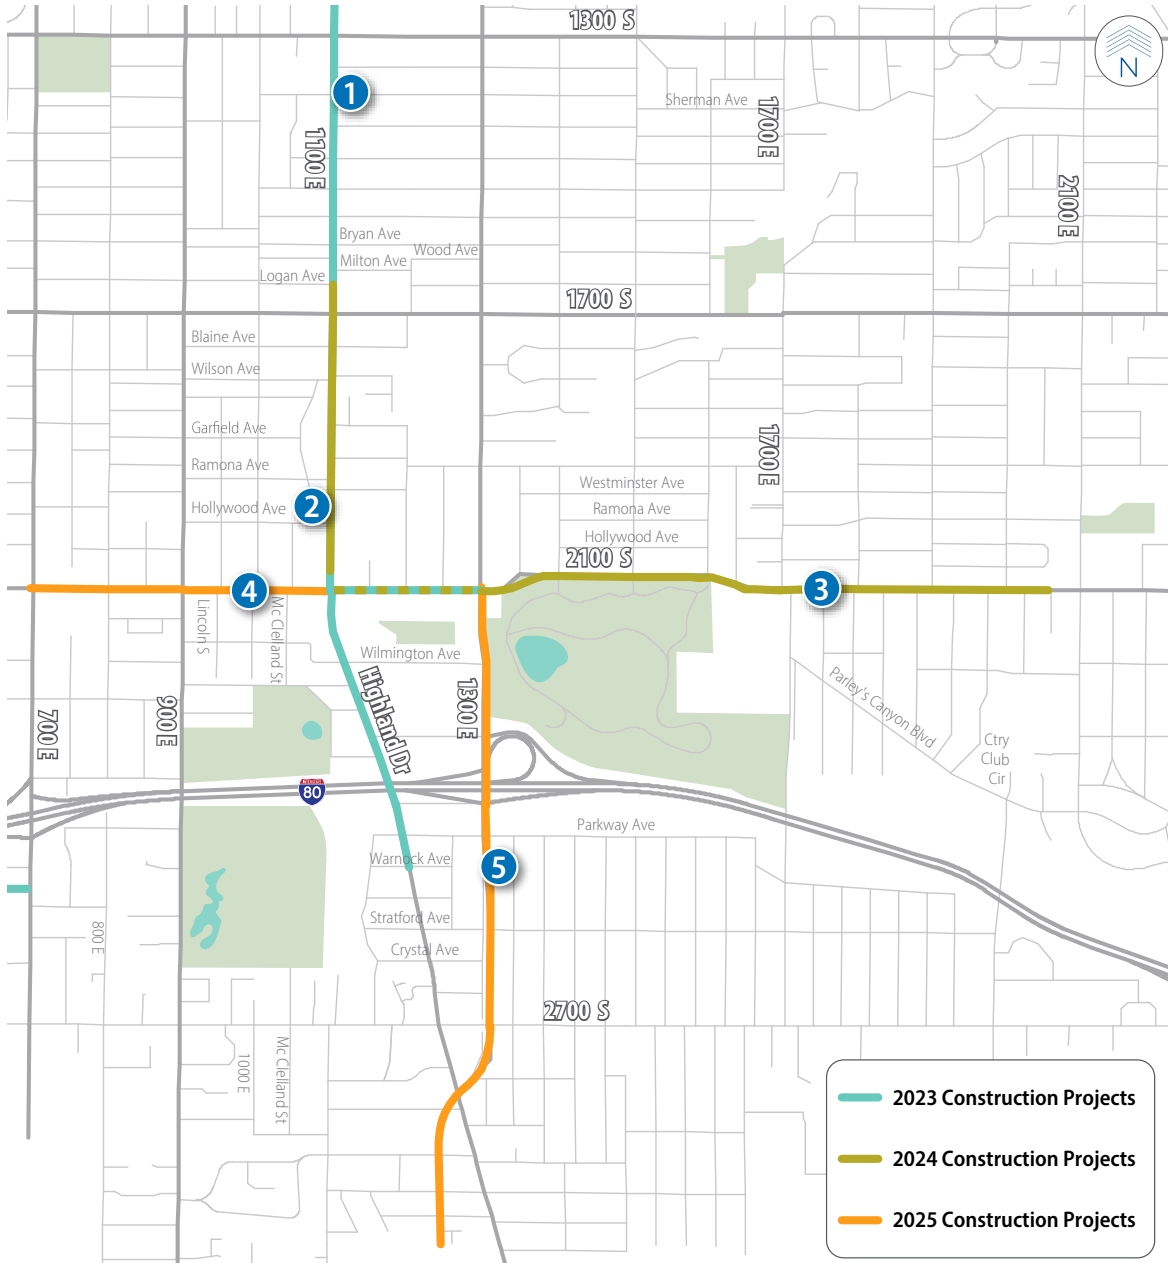 1300 S
N
1
Sherman Ave
1700 E
1100 E
2100 E
Bryan Ave
Wood Ave
Milton Ave
Logan Ave
1700 S
Blaine Ave
Wilson Ave
Garfield Ave
1700 E
Ramona Ave
Westminster Ave
2
Hollywood Ave
Ramona Ave
Hollywood Ave
2100 S
4
3
Lincoln S
Mc Clelland St
Wilmington Ave
Highland Dr
1300 E
Parley's Canyon Blvd
900 E
700 E
Ctry
Club
Cir
INTERSTATE
80
Parkway Ave
Warnock Ave
5
Stratford Ave
800 E
Crystal Ave
2700 S
1000 E
Mc Clelland St
2023 Construction Projects
2024 Construction Projects
2025 Construction Projects